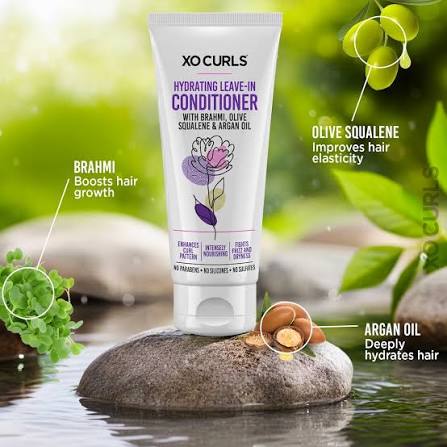 XO CURLS
HYDRATING LEAVE-IN
CONDITIONER
WITH BRAHMI, OLIVE
SQUALENE & ARGAN OIL
ENHANCES
CURL
PATTERN
INTENSELY
NOURISHING
FIGHTS
FRIZZ AND
DRYNESS
NO PARABENS • NO SILICONES • NO SULFATES
OLIVE SQUALENE
Improves hair
elasticity
BRAHMI
Boosts hair
growth
ARGAN OIL
Deeply
hydrates hair
XO CURLS